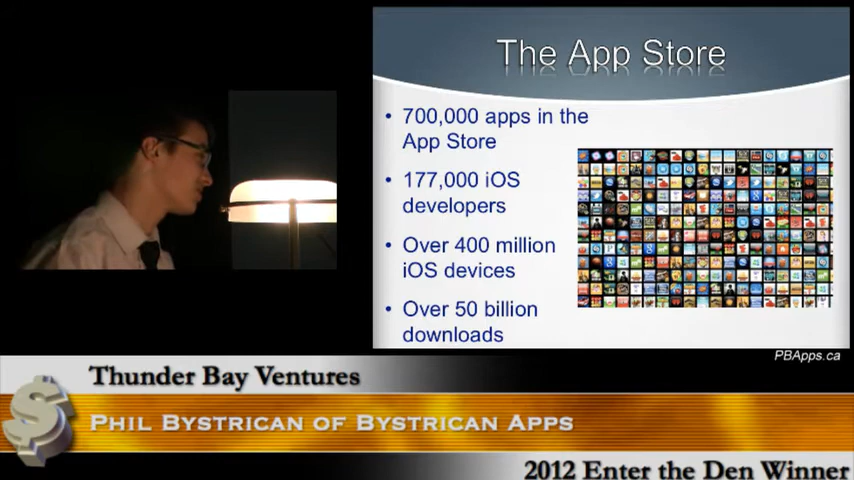 The App Store
• 700,000 apps in the
App Store
• 177,000 iOS
developers
• Over 400 million
iOS devices
• Over 50 billion
downloads
PBApps.ca
Thunder Bay Ventures
Phil Bystrican of Bystrican Apps
2012 Enter the Den Winner